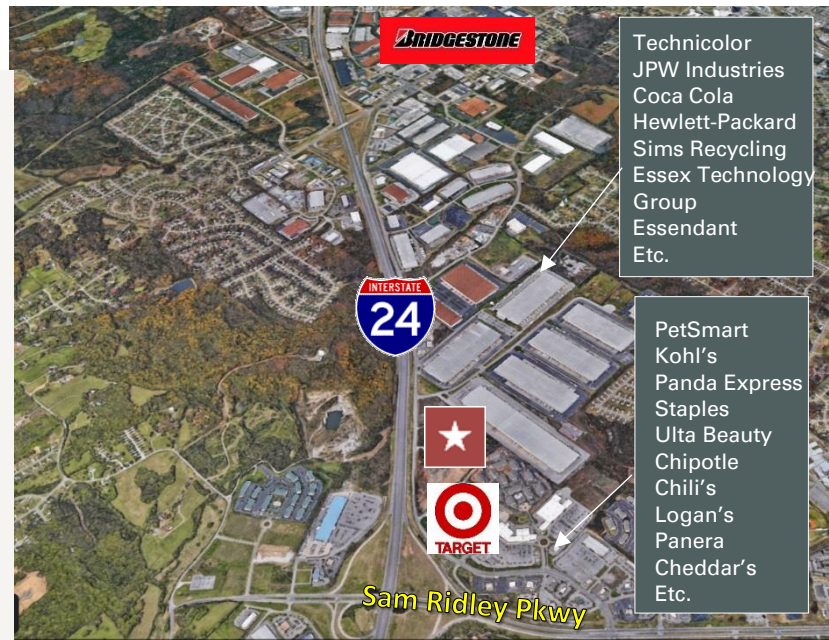 BRIDGESTONE
Technicolor
JPW Industries
Coca Cola
Hewlett-Packard
Sims Recycling
Essex Technology
Group
Essendant
Etc.
INTERSTATE
24
PetSmart
Kohl's
Panda Express
Staples
Ulta Beauty
Chipotle
Chili's
Logan's
Panera
Cheddar's
Etc.
TARGET
Sam Ridley Pkwy